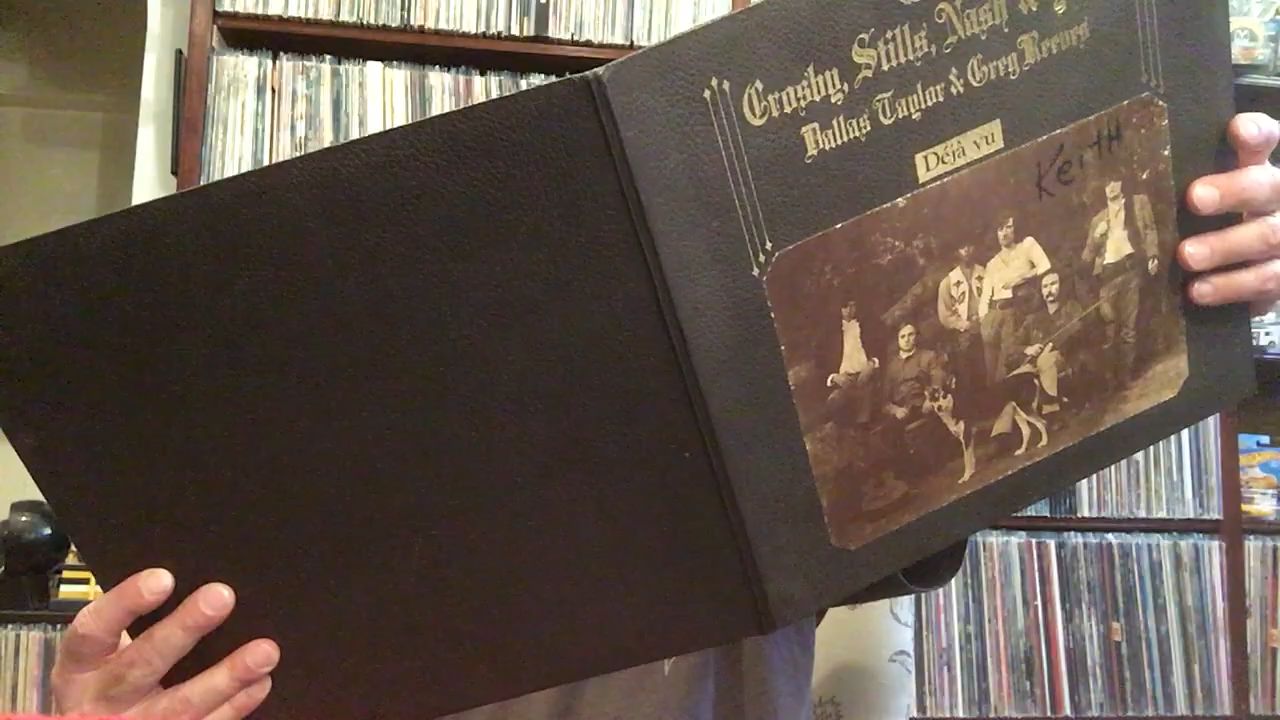 Crosby, Stills, Nash &
Dallas Taylor & Greg Reeves
Déjà vu
KeitH